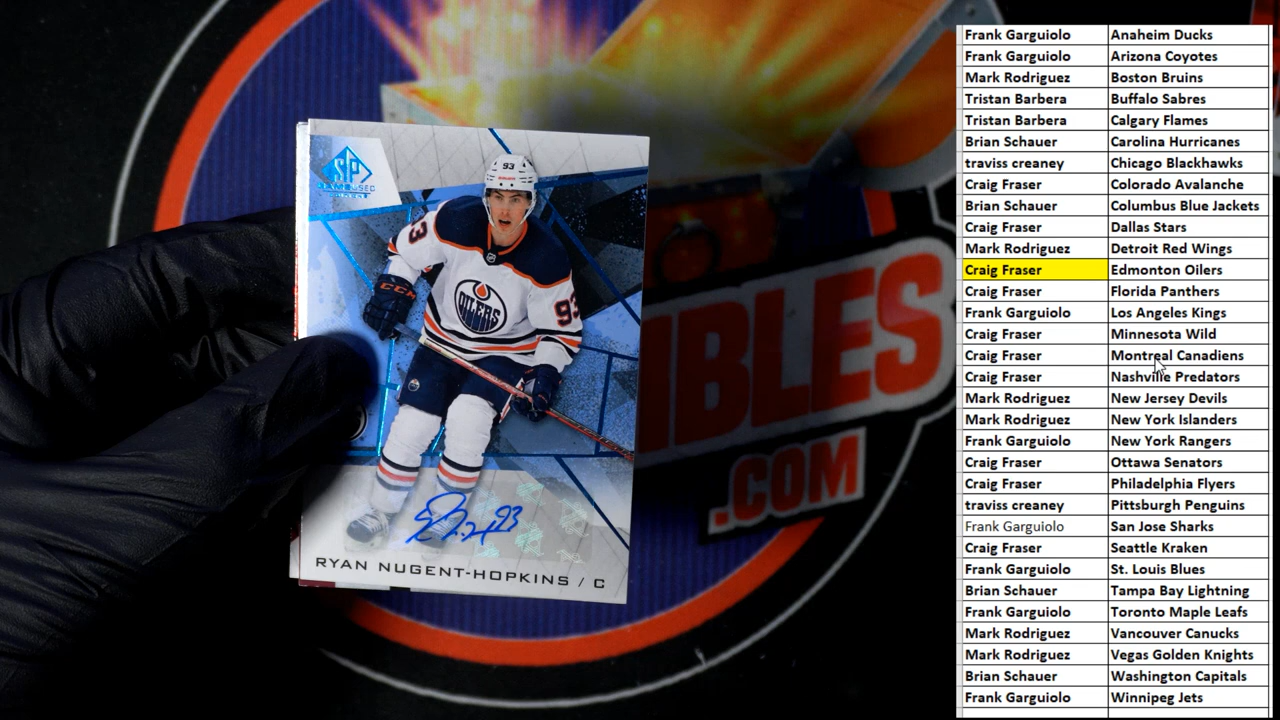 93
SP
GAME USED
93
CCM
OILERS
93
93
RYAN NUGENT-HOPKINS / C
IBLES
.COM
Frank Garguiolo Anaheim Ducks
Frank Garguiolo Arizona Coyotes
Mark Rodriguez Boston Bruins
Tristan Barbera Buffalo Sabres
Tristan Barbera Calgary Flames
Brian Schauer Carolina Hurricanes
traviss creaney Chicago Blackhawks
Craig Fraser Colorado Avalanche
Brian Schauer Columbus Blue Jackets
Craig Fraser Dallas Stars
Mark Rodriguez Detroit Red Wings
Craig Fraser Edmonton Oilers
Craig Fraser Florida Panthers
Frank Garguiolo Los Angeles Kings
Craig Fraser Minnesota Wild
Craig Fraser Montreal Canadiens
Craig Fraser Nashville Predators
Mark Rodriguez New Jersey Devils
Mark Rodriguez New York Islanders
Frank Garguiolo New York Rangers
Craig Fraser Ottawa Senators
Craig Fraser Philadelphia Flyers
traviss creaney Pittsburgh Penguins
Frank Garguiolo San Jose Sharks
Craig Fraser Seattle Kraken
Frank Garguiolo St. Louis Blues
Brian Schauer Tampa Bay Lightning
Frank Garguiolo Toronto Maple Leafs
Mark Rodriguez Vancouver Canucks
Mark Rodriguez Vegas Golden Knights
Brian Schauer Washington Capitals
Frank Garguiolo Winnipeg Jets